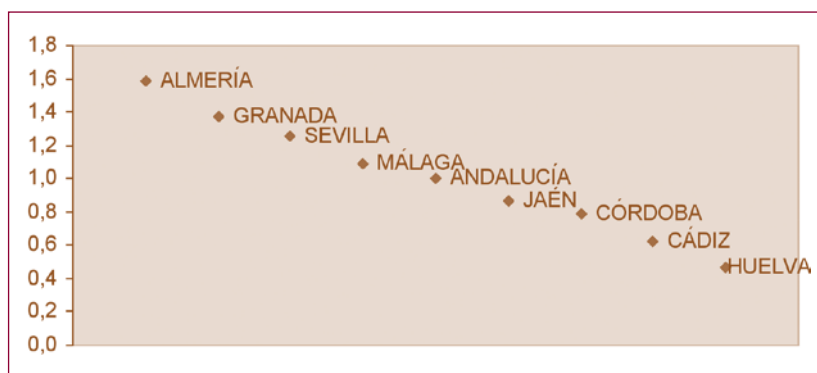 1,8
1,6
ALMERÍA
1,4
GRANADA
SEVILLA
1,2
MÁLAGA
1,0
ANDALUCÍA
JAÉN
0,8
CÓRDOBA
0,6
CÁDIZ
HUELVA
0,4
0,2
0,0